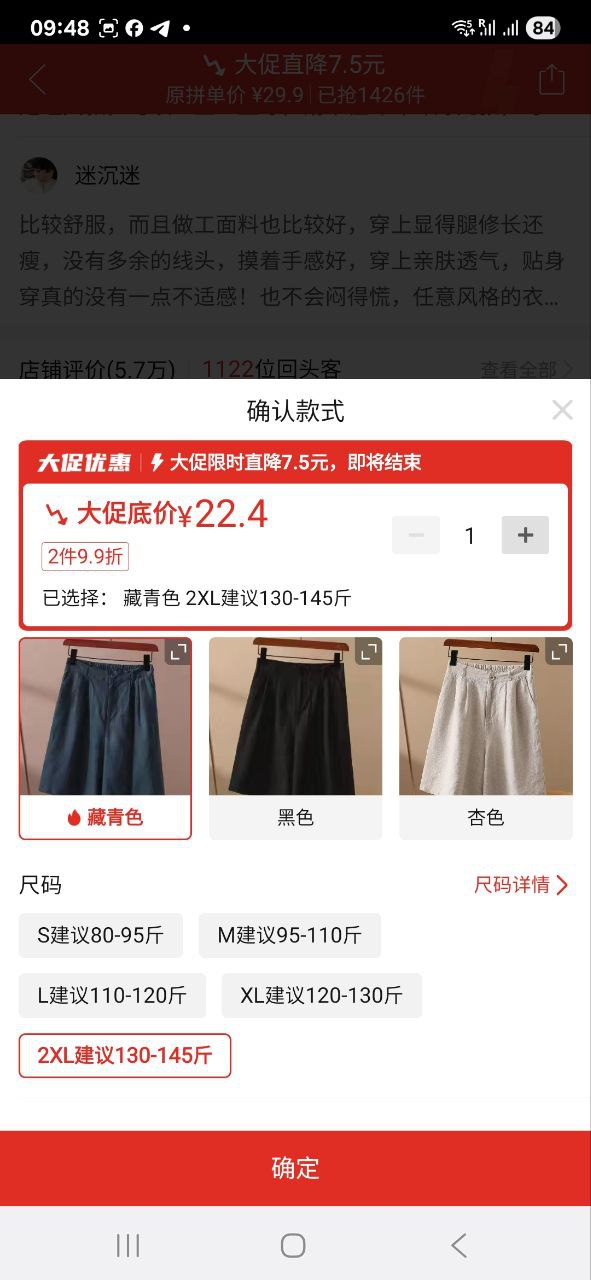 09:48
84
大促直降7.5元
原拼单价 ¥29.9 | 已抢1426件
迷沉迷
比较舒服，而且做工面料也比较好，穿上显得腿修长还
瘦，没有多余的线头，摸着手感好，穿上亲肤透气，贴身
穿真的没有一点不适感！也不会闷得慌，任意风格的衣...
店铺评价(5.7万) | 1122位回头客 查看全部
确认款式
大促优惠 | 大促限时直降7.5元，即将结束
大促底价¥22.4
1
2件9.9折
已选择： 藏青色 2XL建议130-145斤
藏青色 黑色 杏色
尺码 尺码详情
S建议80-95斤 M建议95-110斤
L建议110-120斤 XL建议120-130斤
2XL建议130-145斤
确定